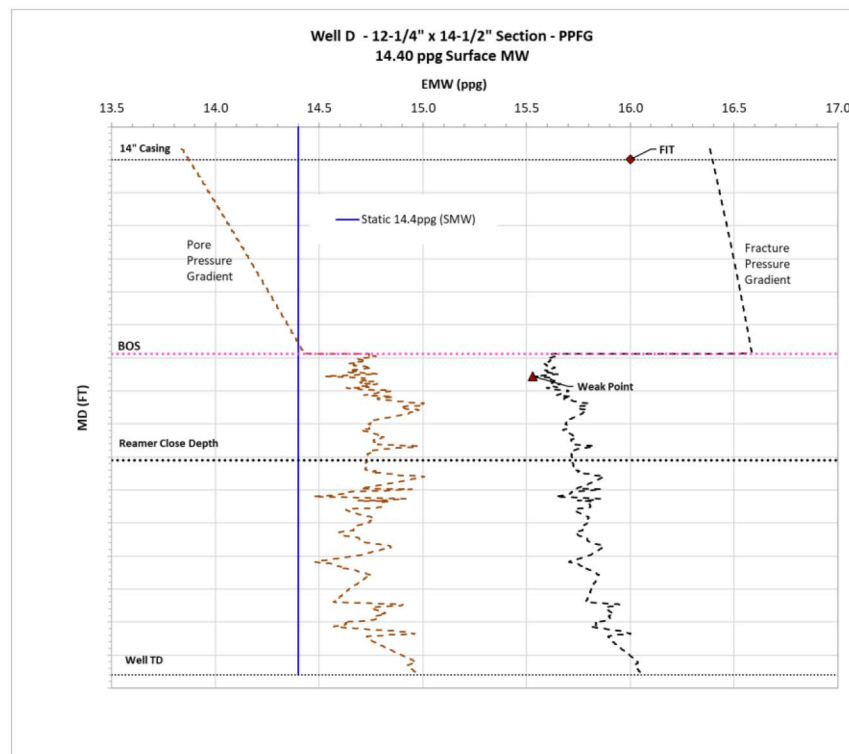 Well D - 12-1/4" x 14-1/2" Section - PPFG
14.40 ppg Surface MW
EMW (ppg)
13.5 14.0 14.5 15.0 15.5 16.0 16.5 17.0
14" Casing
FIT
Static 14.4ppg (SMW)
Pore
Pressure
Gradient
Fracture
Pressure
Gradient
BOS
Weak Point
MD (FT)
Reamer Close Depth
Well TD